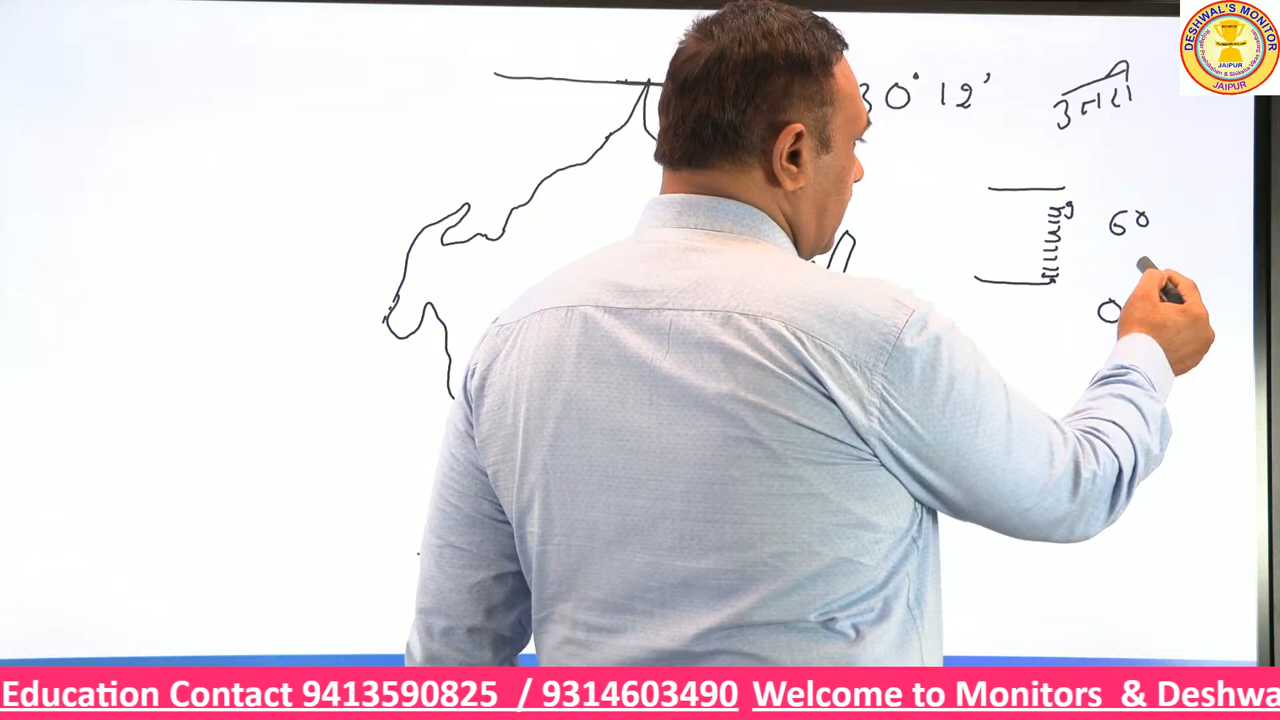 DESHWAL'S MONITOR
JAIPUR
JAIPUR
30° 12'
उत्तरी
60
0
Education Contact 9413590825 / 9314603490 Welcome to Monitors & Deshwa